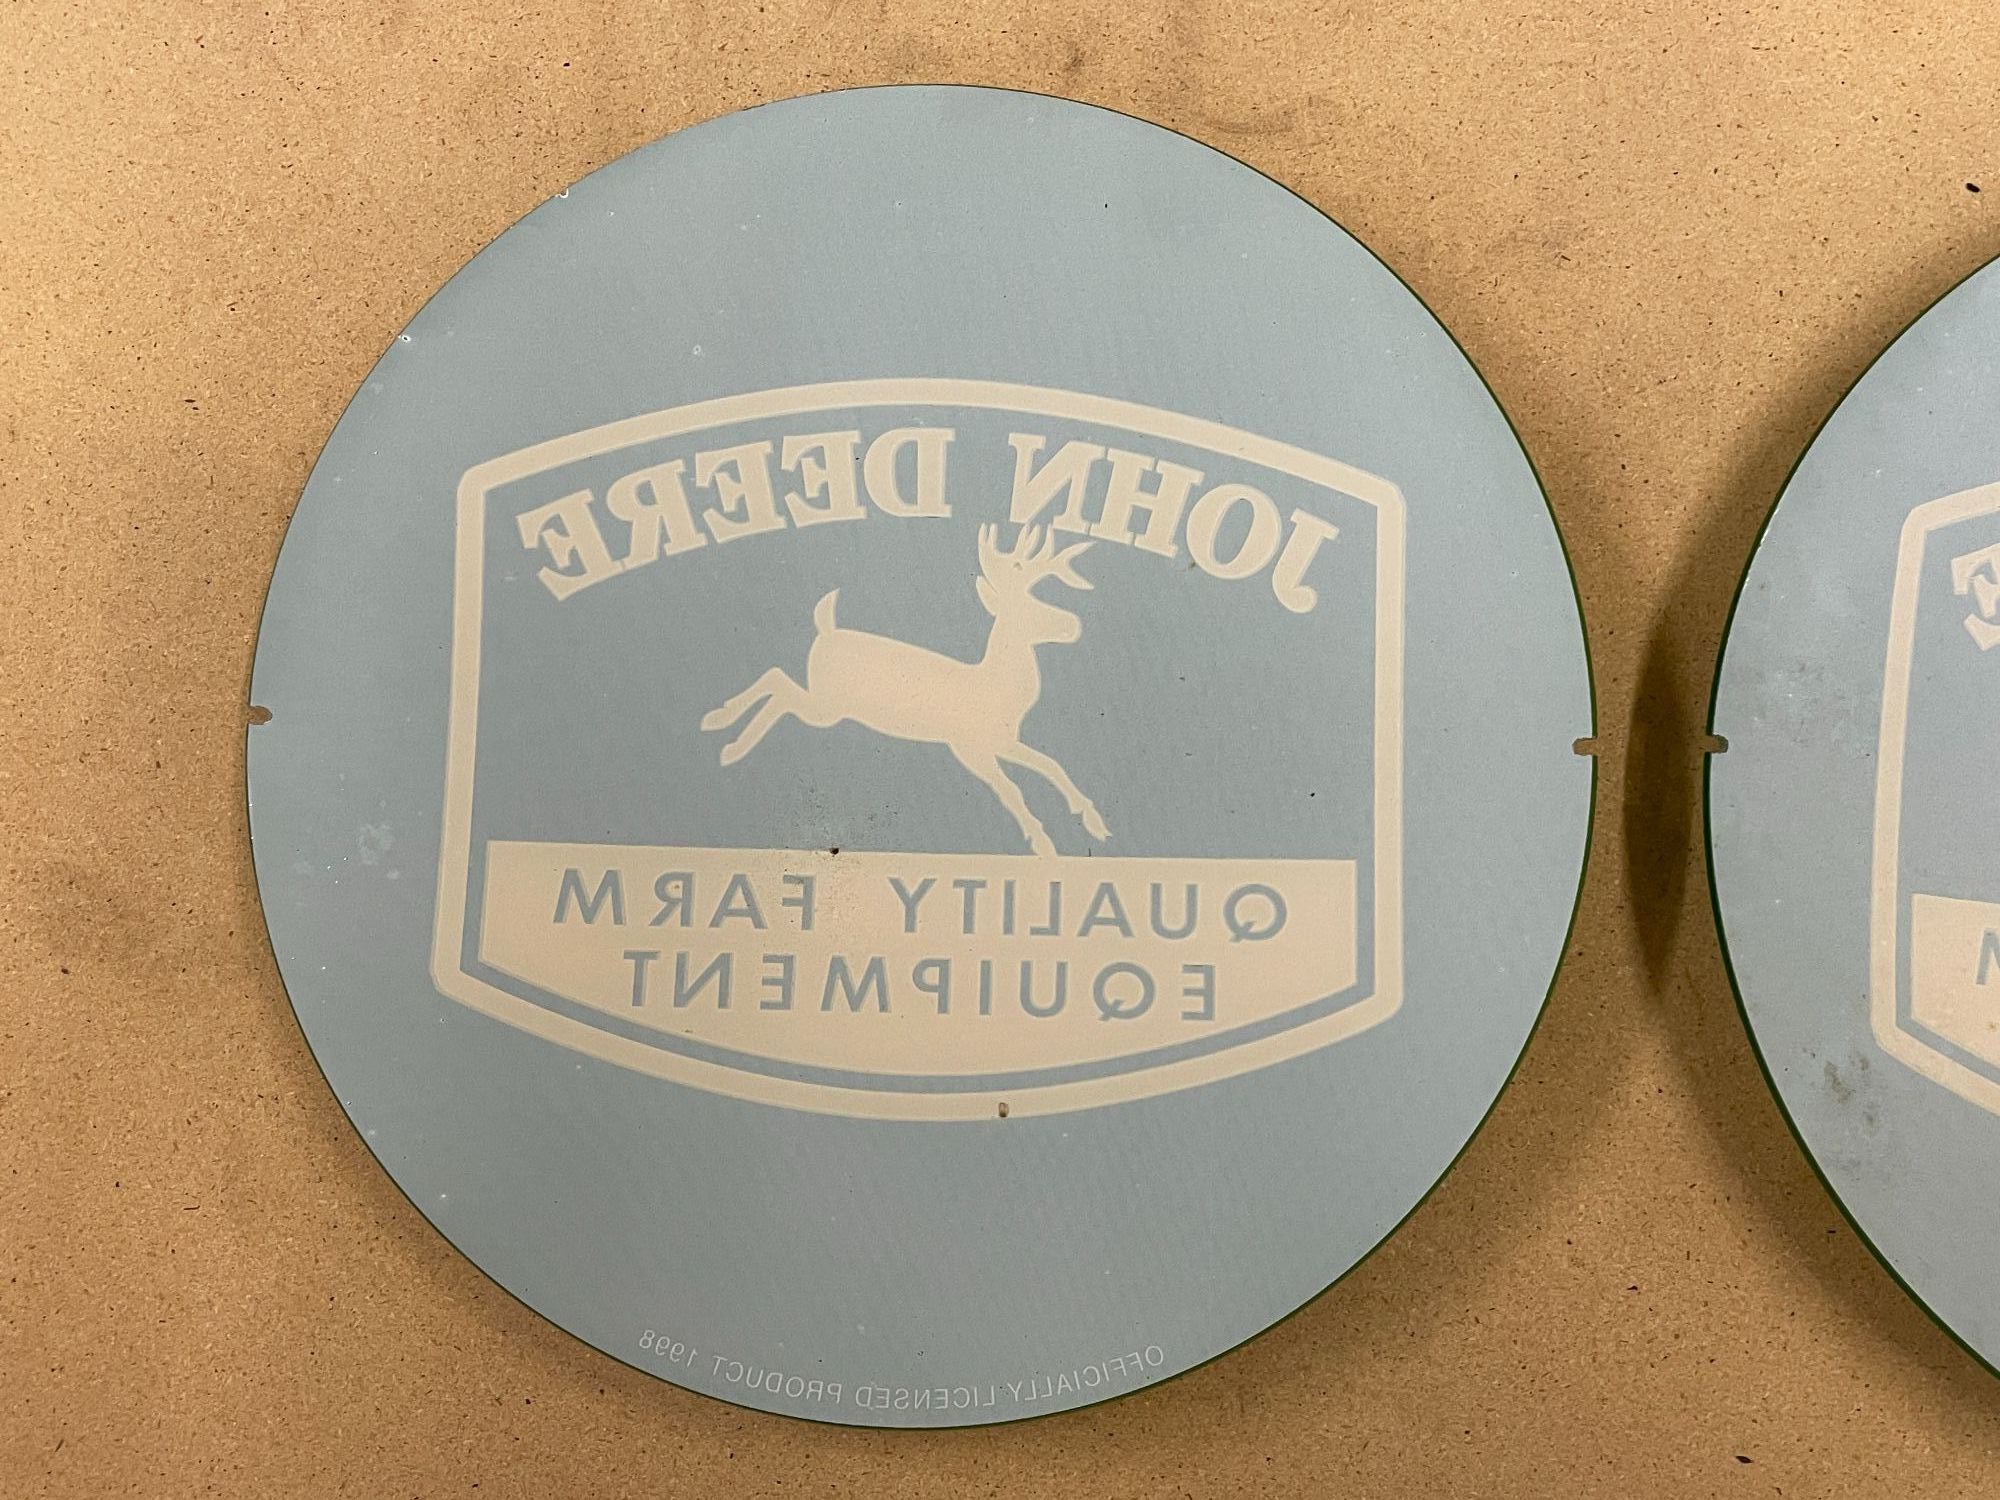 JOHN DEERE
QUALITY FARM
EQUIPMENT
OFFICIALLY LICENSED PRODUCT 1998
E
M